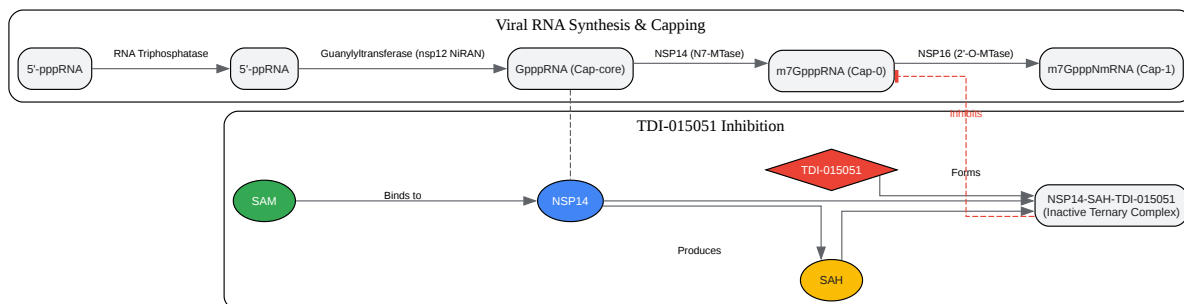 Viral RNA Synthesis & Capping
5'-pppRNA
RNA Triphosphatase
5'-ppRNA
Guanylyltransferase (nsp12 NiRAN)
GpppRNA (Cap-core)
NSP14 (N7-MTase)
m7GpppRNA (Cap-0)
NSP16 (2'-O-MTase)
m7GpppNmRNA (Cap-1)
Inhibits
TDI-015051 Inhibition
TDI-015051
Forms
SAM
Binds to
NSP14
NSP14-SAH-TDI-015051
(Inactive Ternary Complex)
Produces
SAH